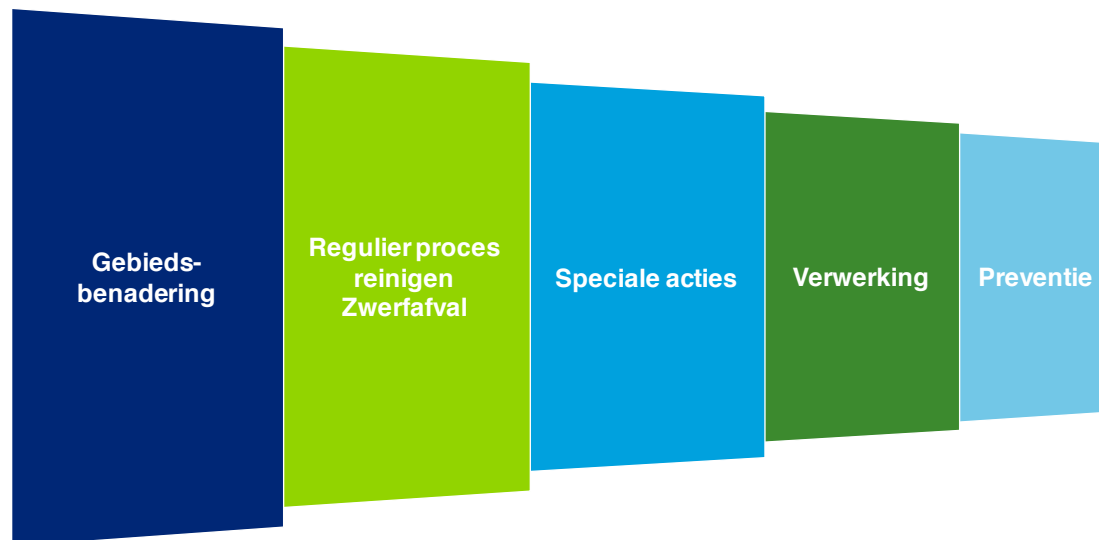 Gebieds-
benadering
Regulier proces
reinigen
Zwerfafval
Speciale acties
Verwerking
Preventie